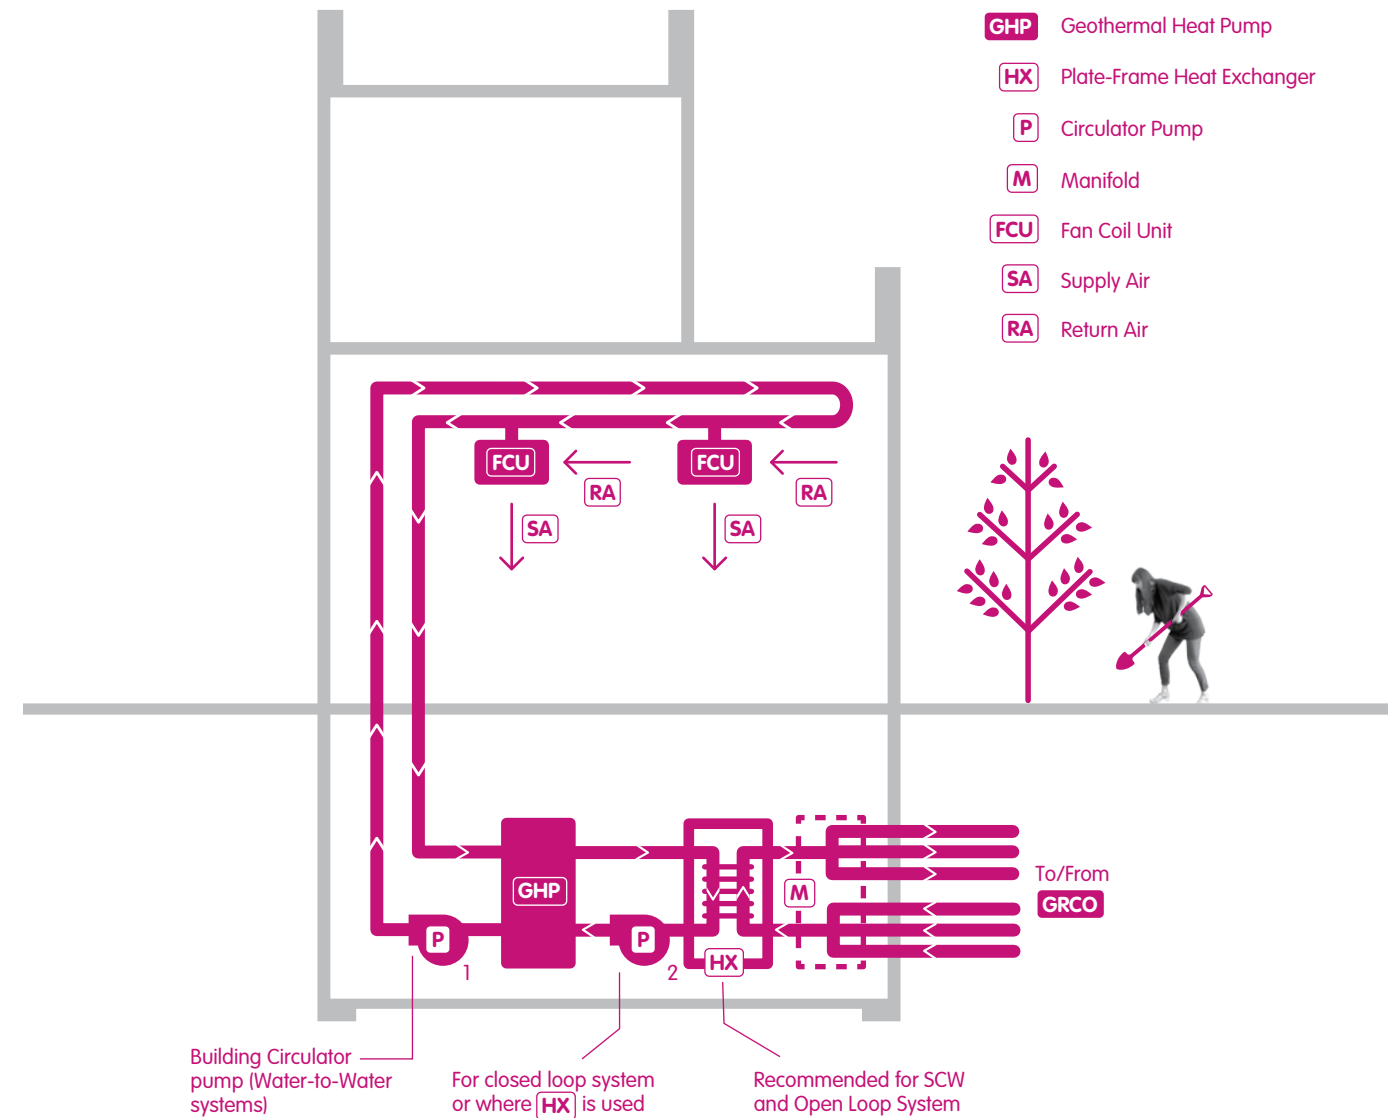 GHP Geothermal Heat Pump
HX Plate-Frame Heat Exchanger
P Circulator Pump
M Manifold
FCU Fan Coil Unit
SA Supply Air
RA Return Air
FCU
FCU
RA
RA
SA
SA
To/From
GRCO
GHP
M
P
1
P
2
HX
Building Circulator
pump (Water-to-Water
systems)
For closed loop system
or where HX is used
Recommended for SCW
and Open Loop System